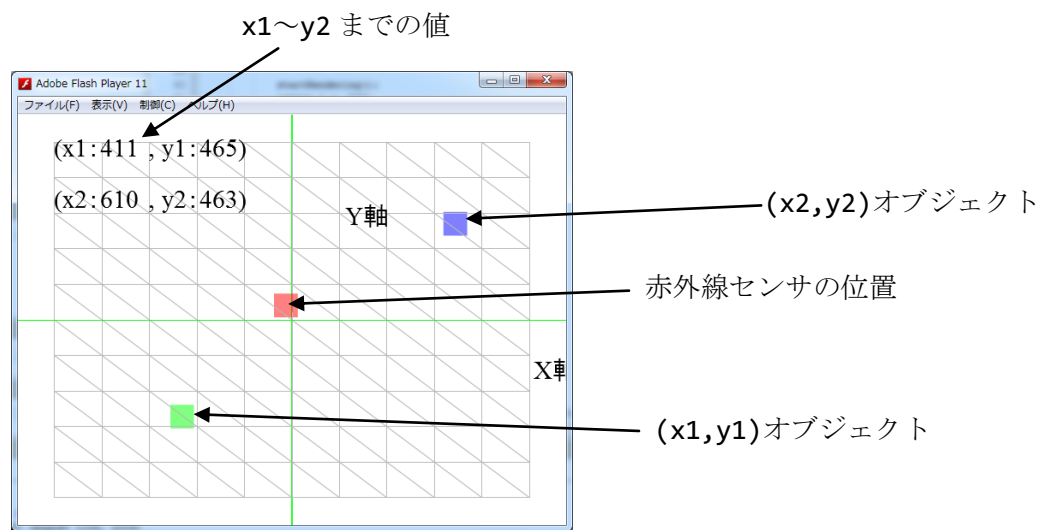 x1～y2 までの値
Adobe Flash Player 11
ファイル(F) 表示(V) 制御(C) ヘルプ(H)
(x1:411 , y1:465)
(x2:610 , y2:463)
Y軸
(x2,y2)オブジェクト
赤外線センサの位置
X軸
(x1,y1)オブジェクト